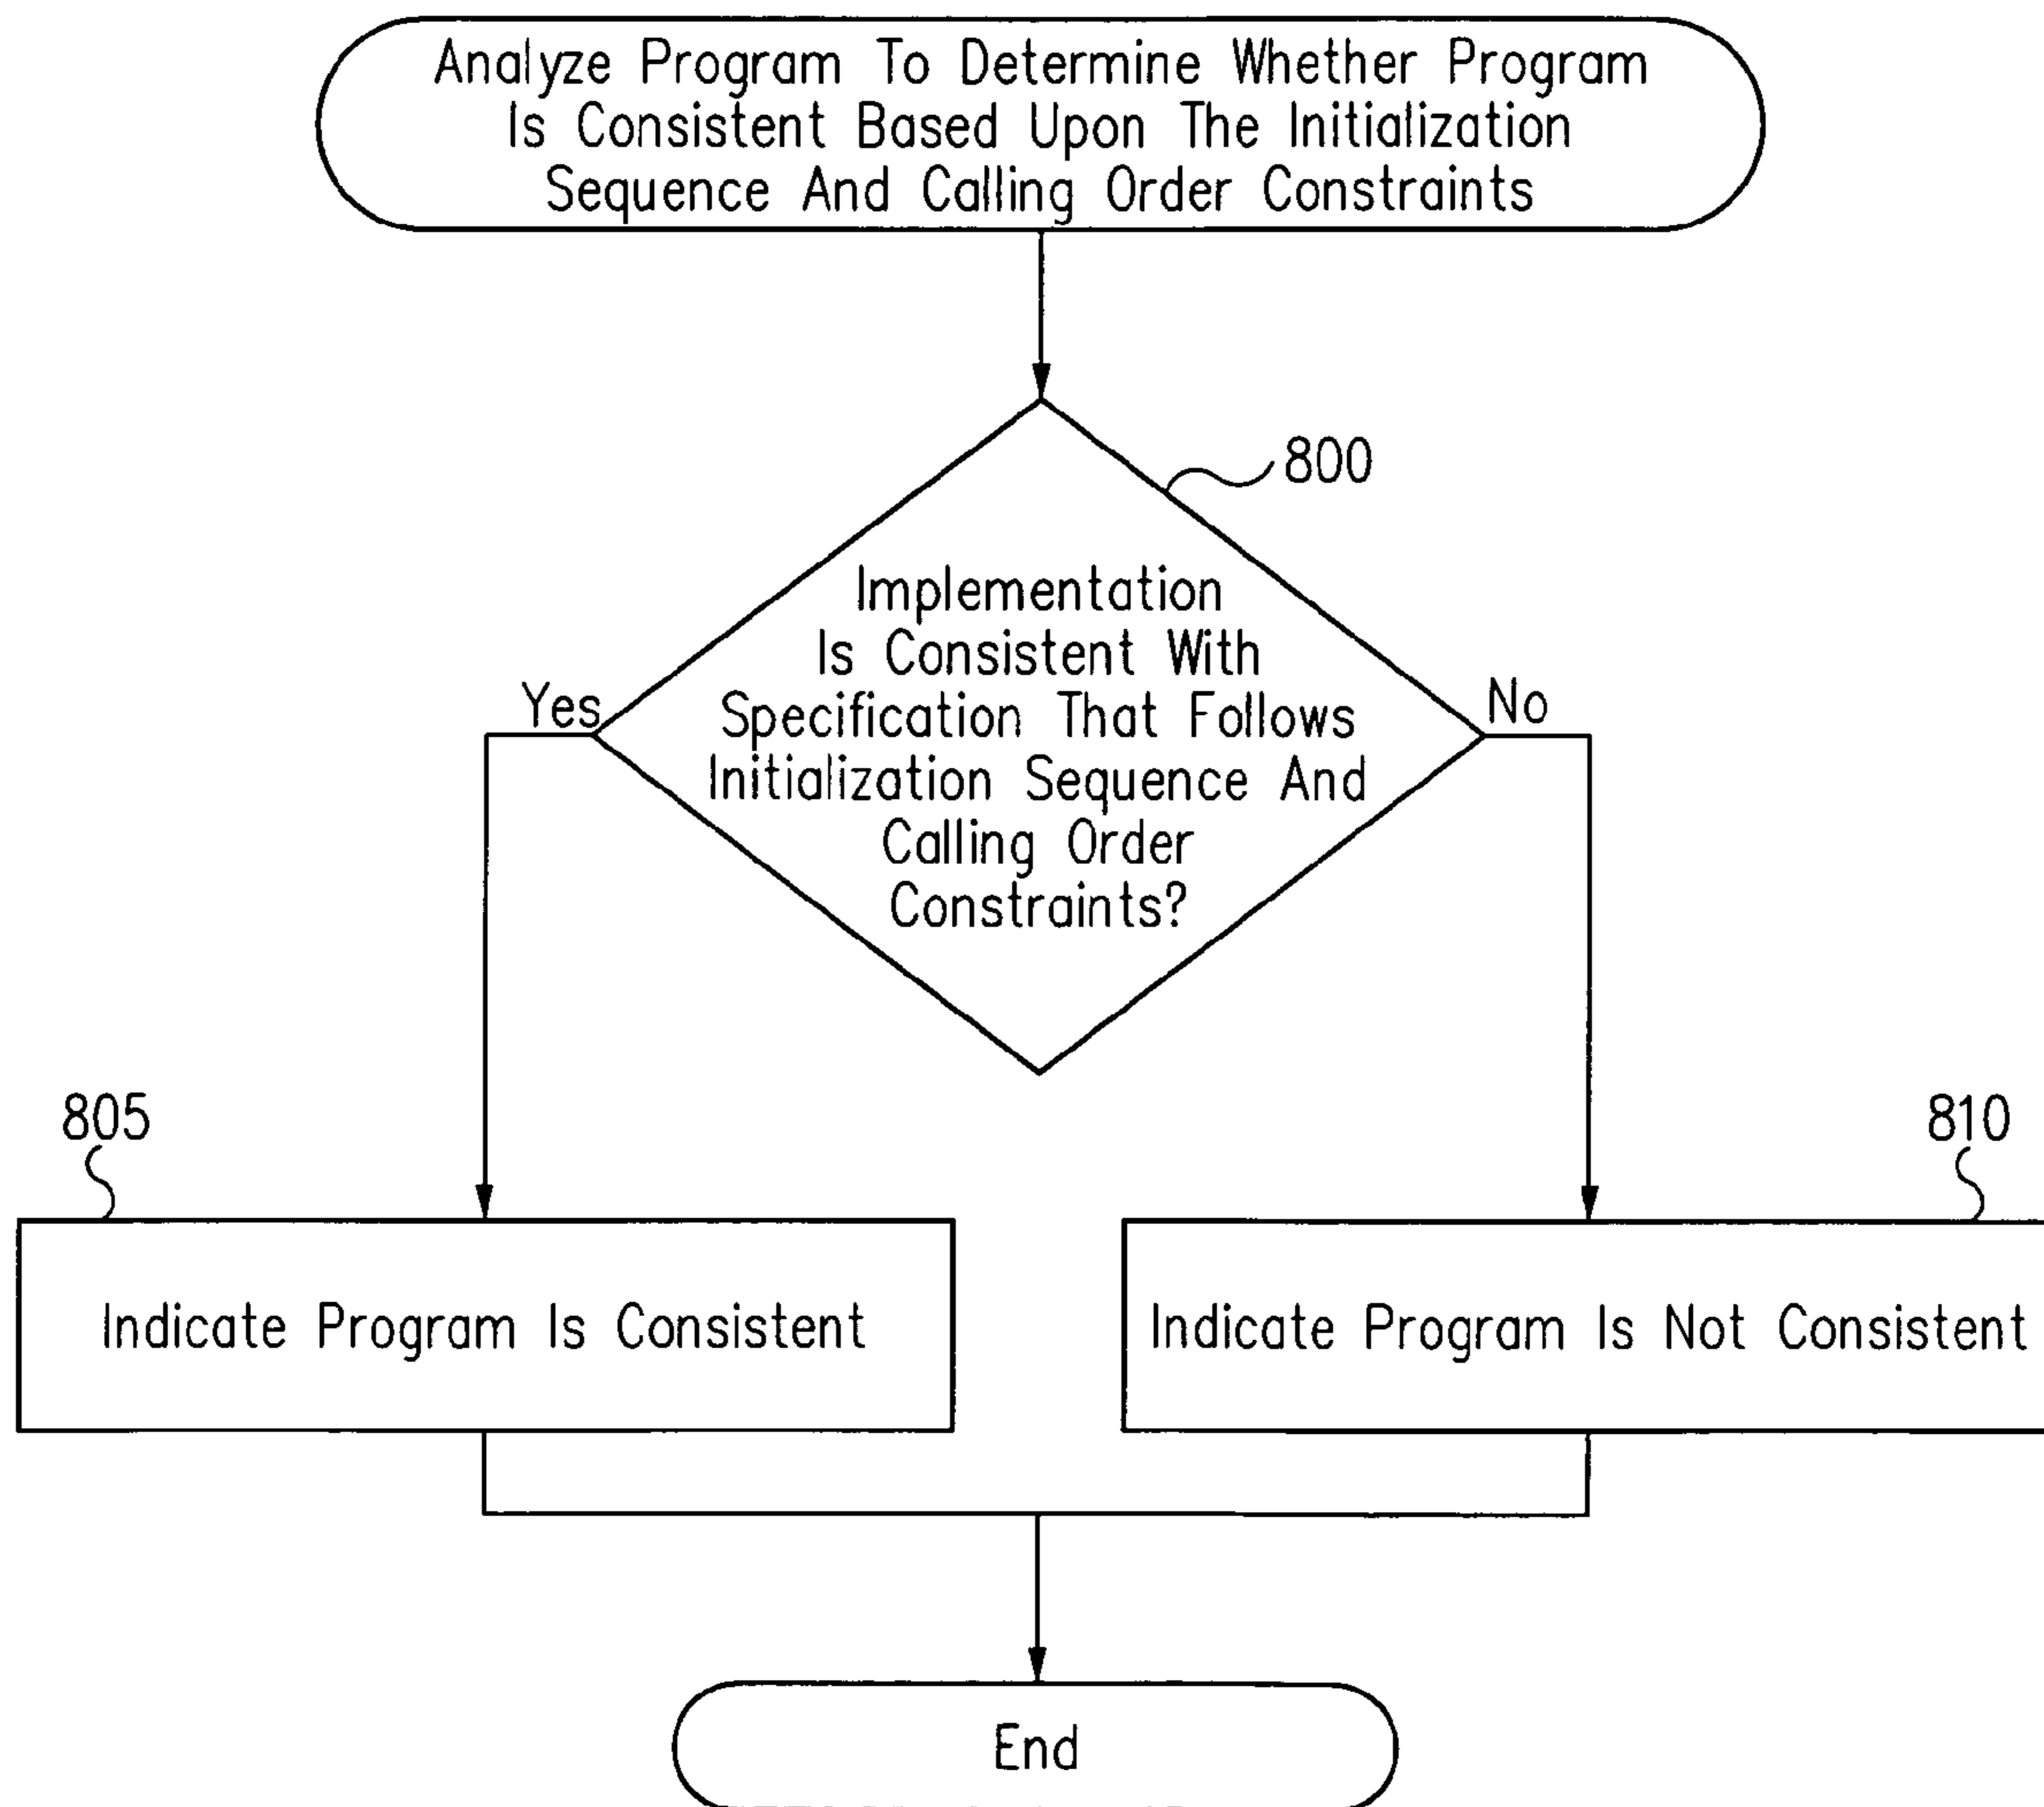 Analyze Program To Determine Whether Program
Is Consistent Based Upon The Initialization
Sequence And Calling Order Constraints
800
Implementation
Is Consistent With
Specification That Follows
Initialization Sequence And
Calling Order
Constraints?
Yes
No
805
810
Indicate Program Is Consistent
Indicate Program Is Not Consistent
End